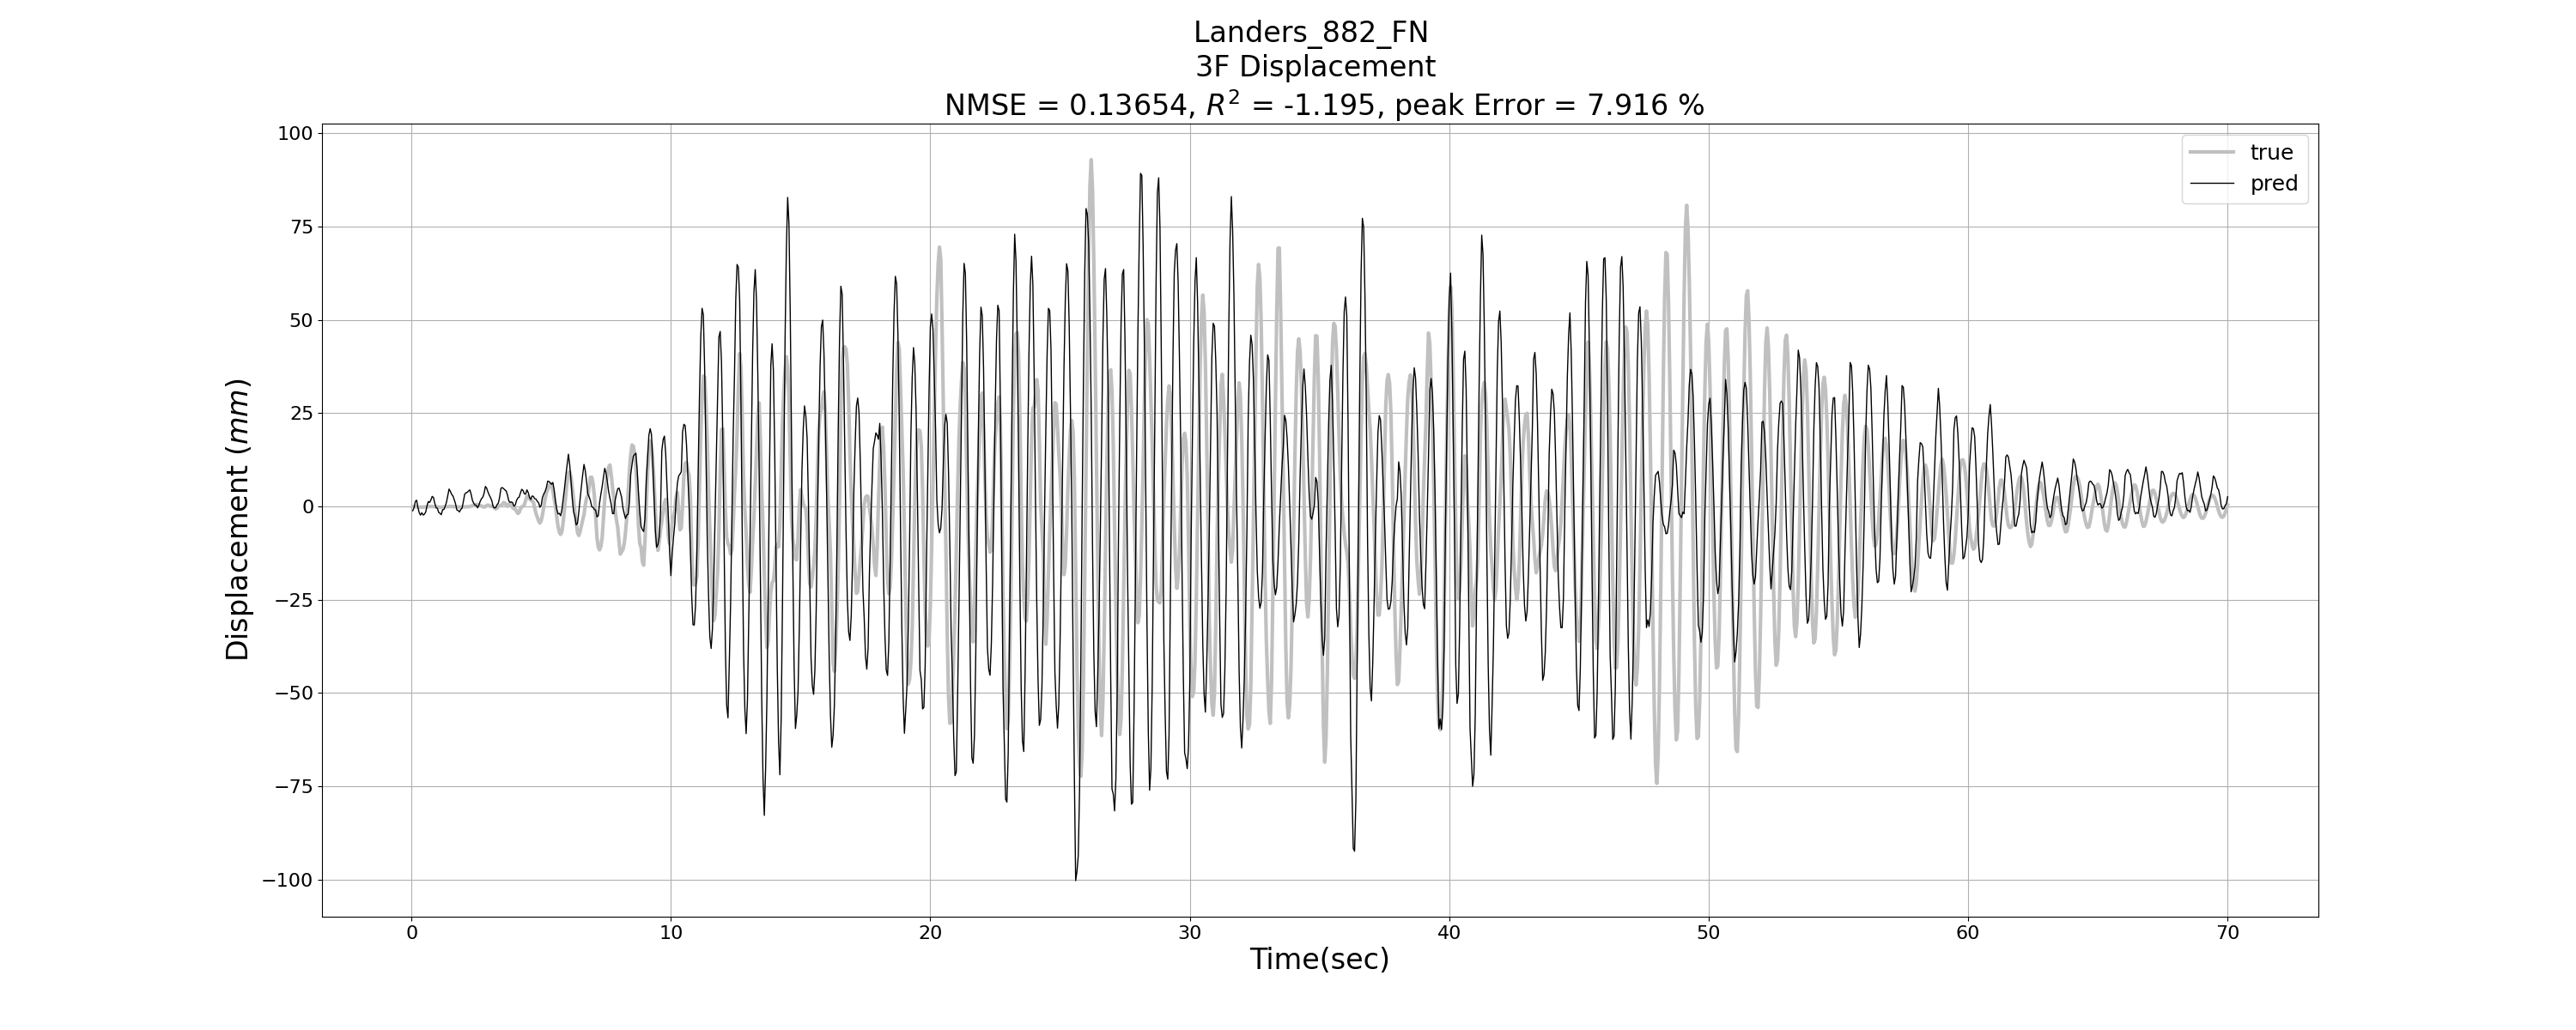 Landers_882_FN
3F Displacement
NMSE = 0.13654, R² = -1.195, peak Error = 7.916 %
true
pred
Displacement (mm)
100
75
50
25
0
−25
−50
−75
−100
0 10 20 30 40 50 60 70
Time(sec)